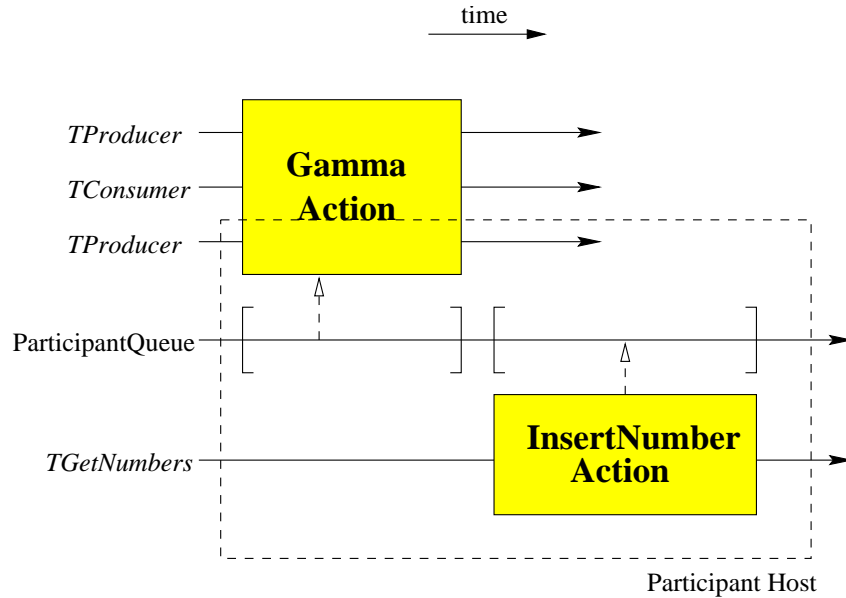 time
TProducer
Gamma
Action
TConsumer
TProducer
ParticipantQueue
InsertNumber
Action
TGetNumbers
Participant Host